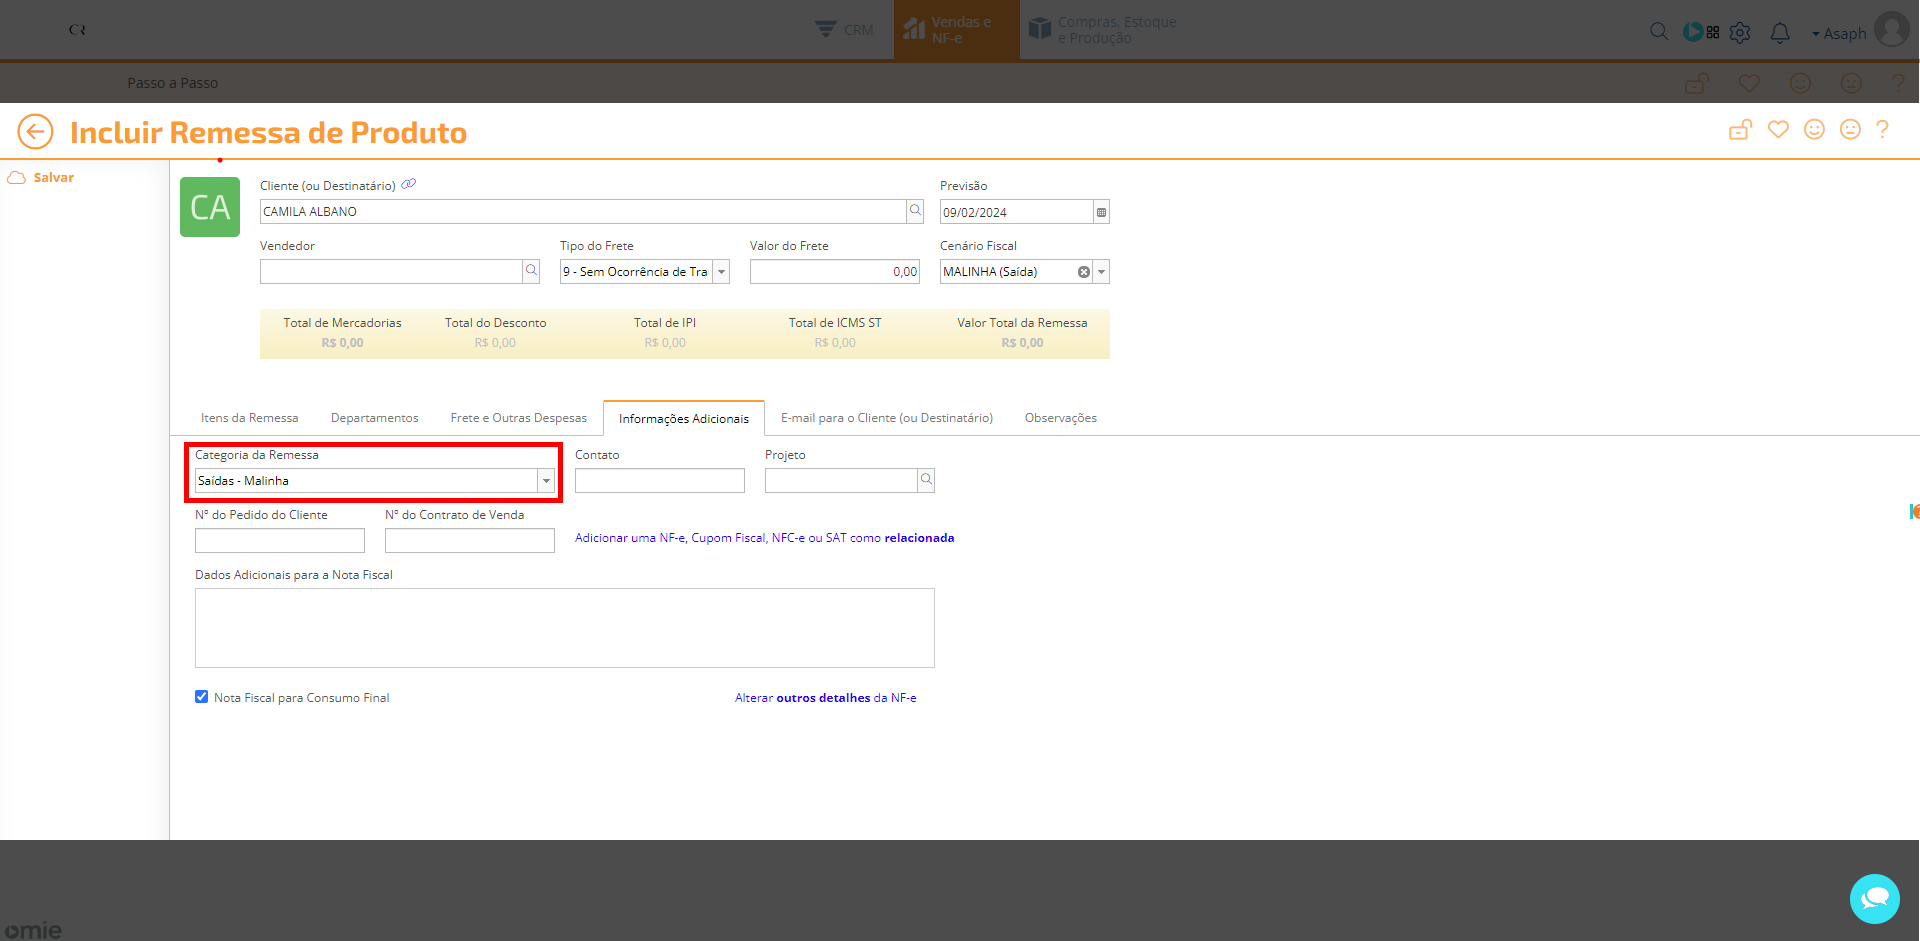 CR
CRM
Vendas e
NF-e
Compras, Estoque
e Produção
Asaph
Passo a Passo
Incluir Remessa de Produto
Salvar
CA
Cliente (ou Destinatário)
Previsão
CAMILA ALBANO
09/02/2024
Vendedor
Tipo do Frete
Valor do Frete
Cenário Fiscal
9 - Sem Ocorrência de Tra
0,00
MALINHA (Saída)
Total de Mercadorias
Total do Desconto
Total de IPI
Total de ICMS ST
Valor Total da Remessa
R$ 0,00
R$ 0,00
R$ 0,00
R$ 0,00
R$ 0,00
Itens da Remessa
Departamentos
Frete e Outras Despesas
Informações Adicionais
E-mail para o Cliente (ou Destinatário)
Observações
Categoria da Remessa
Contato
Projeto
Saídas - Malinha
Nº do Pedido do Cliente
Nº do Contrato de Venda
Adicionar uma NF-e, Cupom Fiscal, NFC-e ou SAT como relacionada
Dados Adicionais para a Nota Fiscal
Nota Fiscal para Consumo Final
Alterar outros detalhes da NF-e
omie